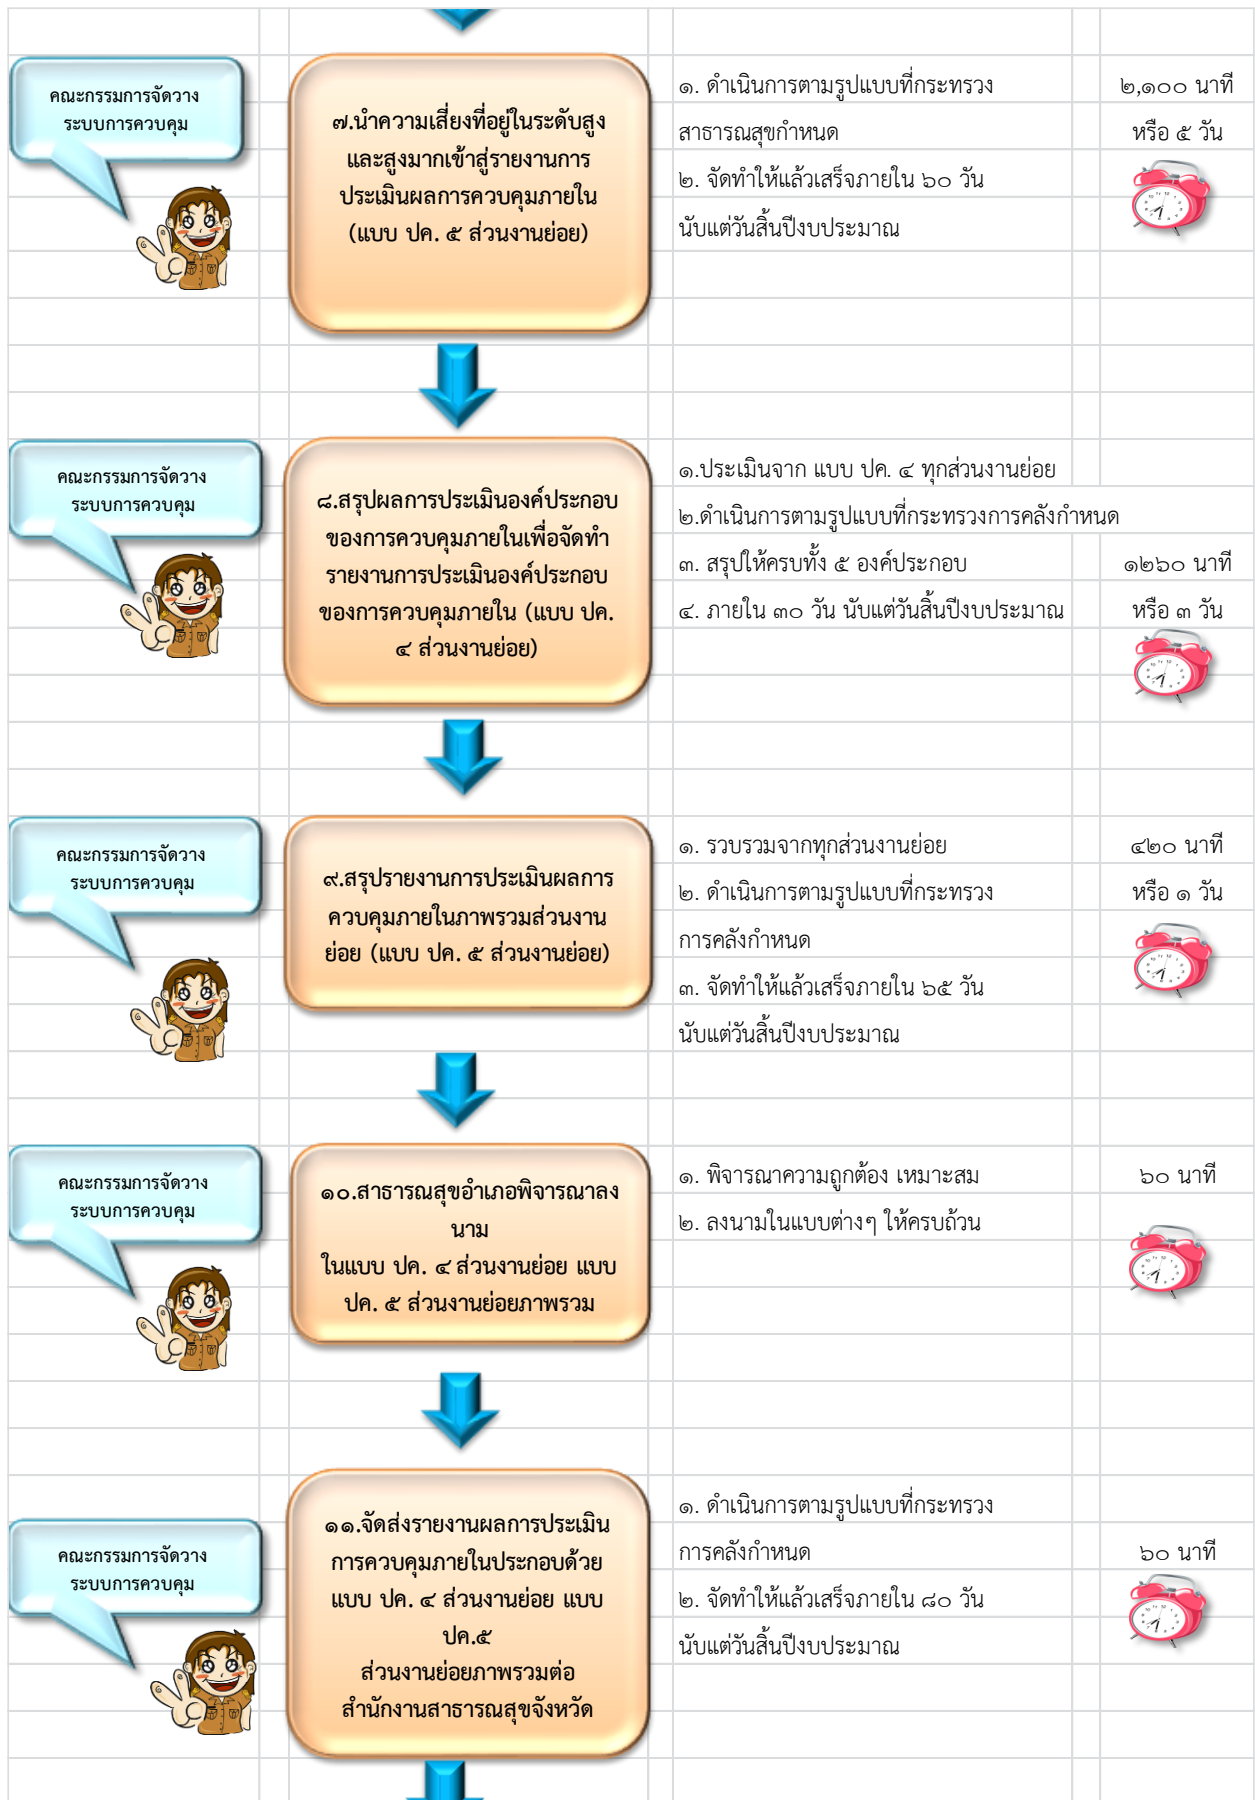 คณะกรรมการจัดวาง
ระบบการควบคุม
๗.นำความเสี่ยงที่อยู่ในระดับสูง
และสูงมากเข้าสู่รายงานการ
ประเมินผลการควบคุมภายใน
(แบบ ปค. ๕ ส่วนงานย่อย)
๑. ดำเนินการตามรูปแบบที่กระทรวง
สาธารณสุขกำหนด
๒. จัดทำให้แล้วเสร็จภายใน ๖๐ วัน
นับแต่วันสิ้นปีงบประมาณ
๒,๑๐๐ นาที
หรือ ๕ วัน
คณะกรรมการจัดวาง
ระบบการควบคุม
๘.สรุปผลการประเมินองค์ประกอบ
ของการควบคุมภายในเพื่อจัดทำ
รายงานการประเมินองค์ประกอบ
ของการควบคุมภายใน (แบบ ปค.
๔ ส่วนงานย่อย)
๑.ประเมินจาก แบบ ปค. ๔ ทุกส่วนงานย่อย
๒.ดำเนินการตามรูปแบบที่กระทรวงการคลังกำหนด
๓. สรุปให้ครบทั้ง ๕ องค์ประกอบ
๔. ภายใน ๓๐ วัน นับแต่วันสิ้นปีงบประมาณ
๑๒๖๐ นาที
หรือ ๓ วัน
คณะกรรมการจัดวาง
ระบบการควบคุม
๙.สรุปรายงานการประเมินผลการ
ควบคุมภายในภาพรวมส่วนงาน
ย่อย (แบบ ปค. ๕ ส่วนงานย่อย)
๑. รวบรวมจากทุกส่วนงานย่อย
๒. ดำเนินการตามรูปแบบที่กระทรวง
การคลังกำหนด
๓. จัดทำให้แล้วเสร็จภายใน ๖๕ วัน
นับแต่วันสิ้นปีงบประมาณ
๔๒๐ นาที
หรือ ๑ วัน
คณะกรรมการจัดวาง
ระบบการควบคุม
๑๐.สาธารณสุขอำเภอพิจารณาลง
นาม
ในแบบ ปค. ๔ ส่วนงานย่อย แบบ
ปค. ๕ ส่วนงานย่อยภาพรวม
๑. พิจารณาความถูกต้อง เหมาะสม
๒. ลงนามในแบบต่างๆ ให้ครบถ้วน
๖๐ นาที
คณะกรรมการจัดวาง
ระบบการควบคุม
๑๑.จัดส่งรายงานผลการประเมิน
การควบคุมภายในประกอบด้วย
แบบ ปค. ๔ ส่วนงานย่อย แบบ
ปค.๕
ส่วนงานย่อยภาพรวมต่อ
สำนักงานสาธารณสุขจังหวัด
๑. ดำเนินการตามรูปแบบที่กระทรวง
การคลังกำหนด
๒. จัดทำให้แล้วเสร็จภายใน ๘๐ วัน
นับแต่วันสิ้นปีงบประมาณ
๖๐ นาที